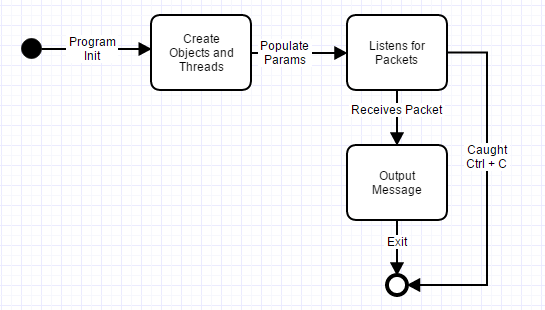 Program
Init
Create
Objects and
Threads
Populate
Params
Listens for
Packets
Receives Packet
Caught
Ctrl + C
Output
Message
Exit